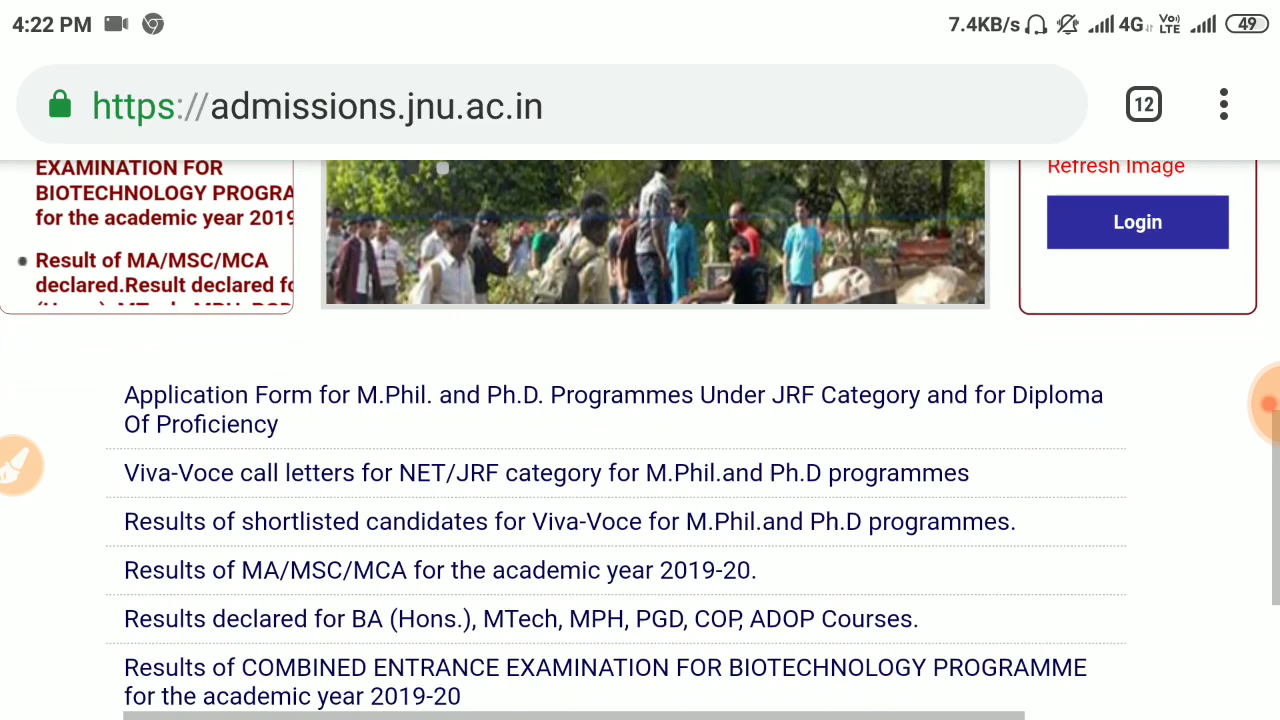 4:22 PM
7.4KB/s 4G Vo) LTE 49
https://admissions.jnu.ac.in
12
EXAMINATION FOR
BIOTECHNOLOGY PROGRA
for the academic year 2019
Result of MA/MSC/MCA
declared.Result declared fo
Refresh Image
Login
Application Form for M.Phil. and Ph.D. Programmes Under JRF Category and for Diploma
Of Proficiency
Viva-Voce call letters for NET/JRF category for M.Phil.and Ph.D programmes
Results of shortlisted candidates for Viva-Voce for M.Phil.and Ph.D programmes.
Results of MA/MSC/MCA for the academic year 2019-20.
Results declared for BA (Hons.), MTech, MPH, PGD, COP, ADOP Courses.
Results of COMBINED ENTRANCE EXAMINATION FOR BIOTECHNOLOGY PROGRAMME
for the academic year 2019-20